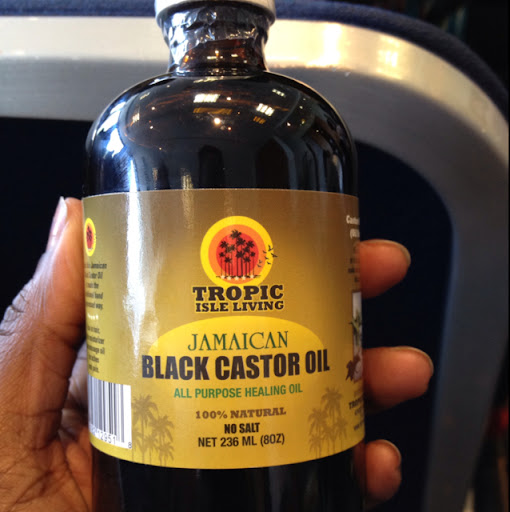 TROPIC
ISLE LIVING
JAMAICAN
BLACK CASTOR OIL
ALL PURPOSE HEALING OIL
100% NATURAL
NO SALT
NET 236 ML (8OZ)